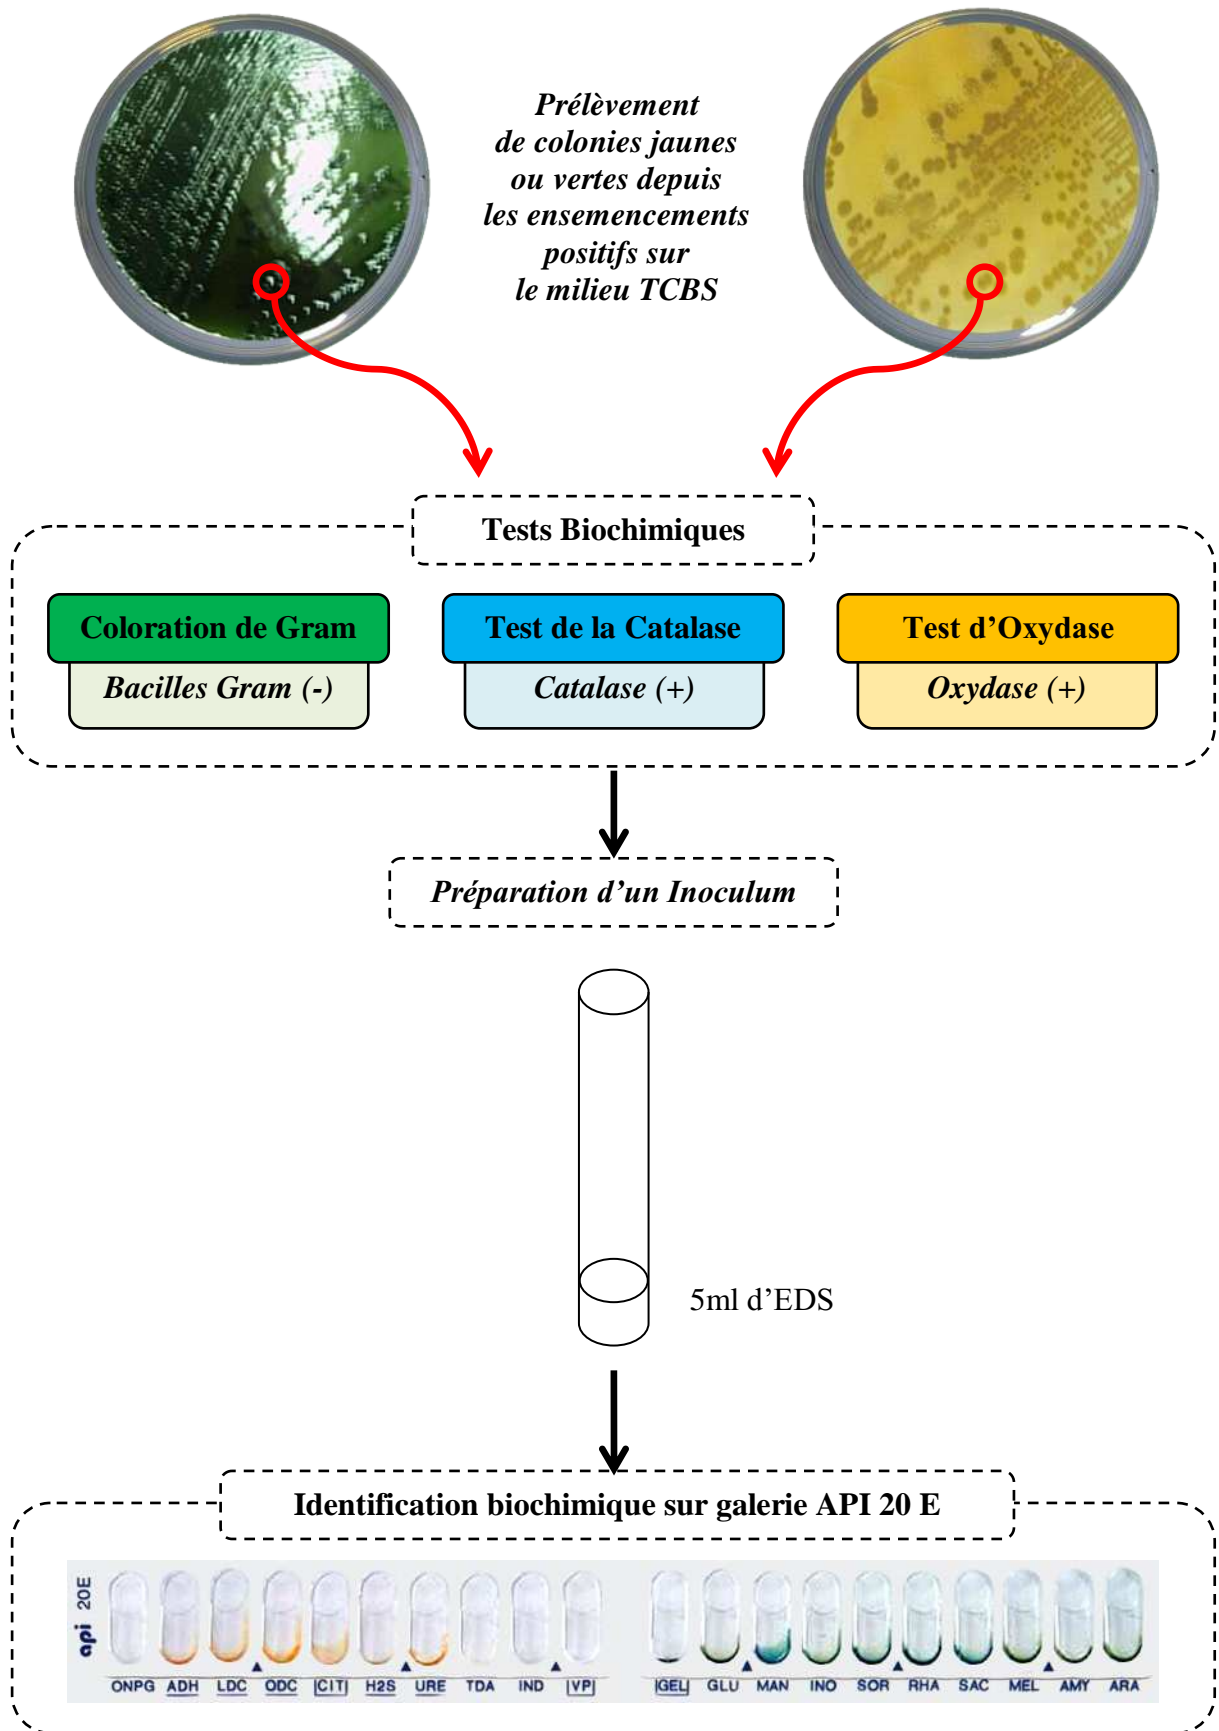 Prélèvement
de colonies jaunes
ou vertes depuis
les ensemencements
positifs sur
le milieu TCBS
Tests Biochimiques
Coloration de Gram
Test de la Catalase
Test d’Oxydase
Bacilles Gram (-)
Catalase (+)
Oxydase (+)
Préparation d’un Inoculum
5ml d’EDS
Identification biochimique sur galerie API 20 E
api 20E
ONPG ADH LDC ODC |CIT| H2S URE TDA IND |VP| |GEL| GLU MAN INO SOR RHA SAC MEL AMY ARA